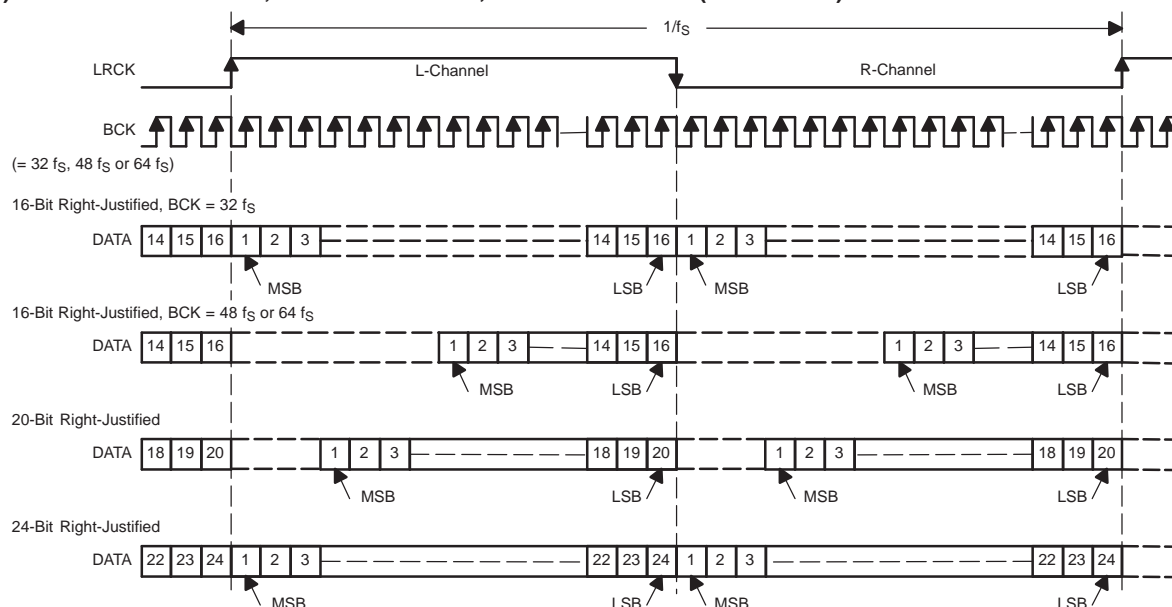 1/fS
LRCK L-Channel R-Channel
BCK
(= 32 fS, 48 fS or 64 fS)
16-Bit Right-Justified, BCK = 32 fS
DATA 14 15 16 1 2 3 14 15 16 1 2 3 14 15 16
MSB LSB MSB LSB
16-Bit Right-Justified, BCK = 48 fS or 64 fS
DATA 14 15 16 1 2 3 14 15 16 1 2 3 14 15 16
MSB LSB MSB LSB
20-Bit Right-Justified
DATA 18 19 20 1 2 3 18 19 20 1 2 3 18 19 20
MSB LSB MSB LSB
24-Bit Right-Justified
DATA 22 23 24 1 2 3 22 23 24 1 2 3 22 23 24
MSB LSB MSB LSB